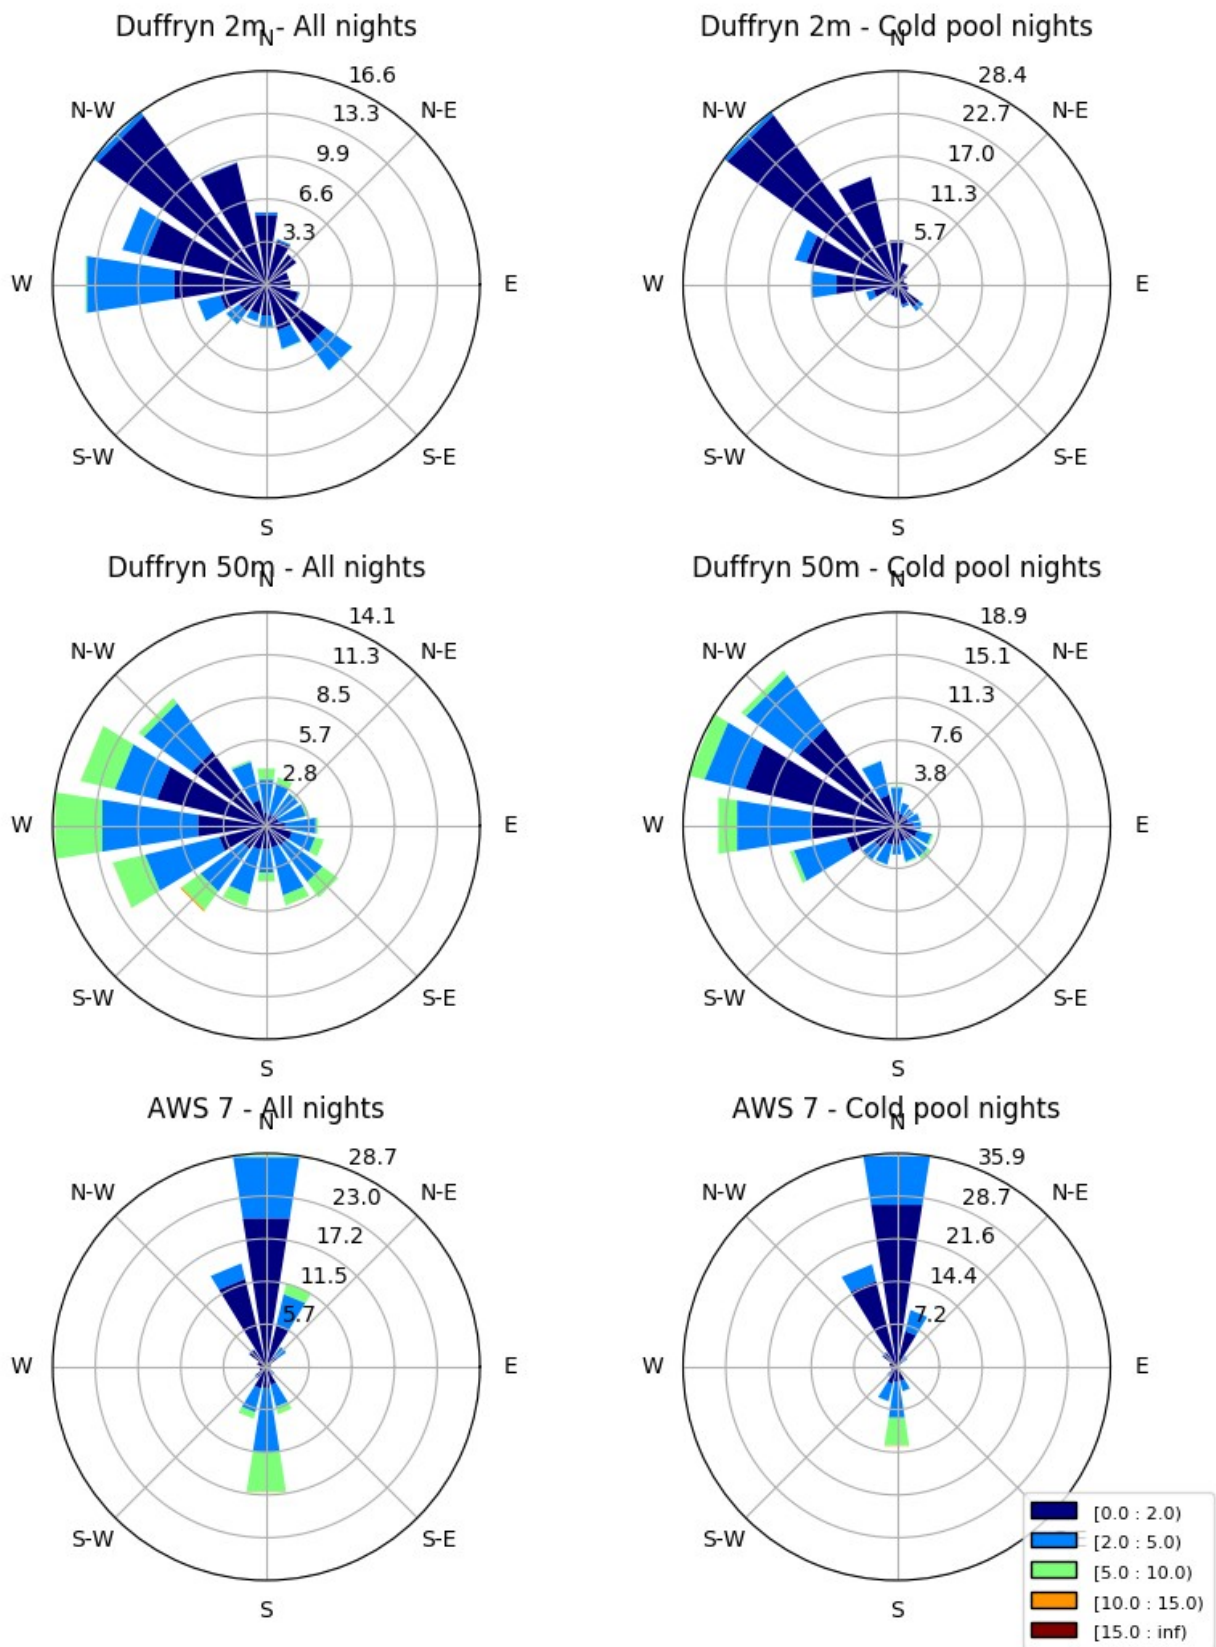 Duffryn 2m - All nights
N
16.6
13.3
9.9
6.6
3.3
N-W
N-E
W
E
S-W
S-E
S
Duffryn 2m - Cold pool nights
N
28.4
22.7
17.0
11.3
5.7
N-W
N-E
W
E
S-W
S-E
S
Duffryn 50m - All nights
N
14.1
11.3
8.5
5.7
2.8
N-W
N-E
W
E
S-W
S-E
S
Duffryn 50m - Cold pool nights
N
18.9
15.1
11.3
7.6
3.8
N-W
N-E
W
E
S-W
S-E
S
AWS 7 - All nights
N
28.7
23.0
17.2
11.5
5.7
N-W
N-E
W
E
S-W
S-E
S
AWS 7 - Cold pool nights
N
35.9
28.7
21.6
14.4
7.2
N-W
N-E
W
E
S-W
S
[0.0 : 2.0)
[2.0 : 5.0)
[5.0 : 10.0)
[10.0 : 15.0)
[15.0 : inf)